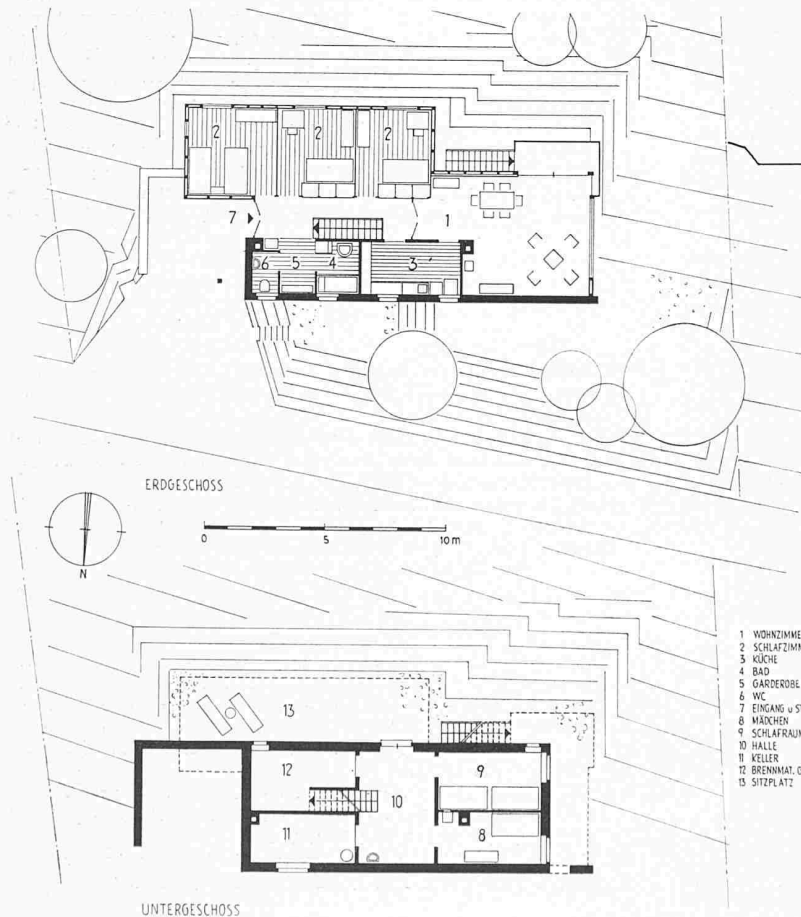 2 2 2
7 1
6 5 4 3
ERDGESCHOSS
N
0 5 10 m
13
12 9
10
11 8
1 WOHNZIMME
2 SCHLAFZIMM
3 KÜCHE
4 BAD
5 GARDEROBE
6 WC
7 EINGANG u ST
8 MÄDCHEN
9 SCHLAFRAU
10 HALLE
11 KELLER
12 BRENNMAT.
13 SITZPLATZ
UNTERGESCHOSS